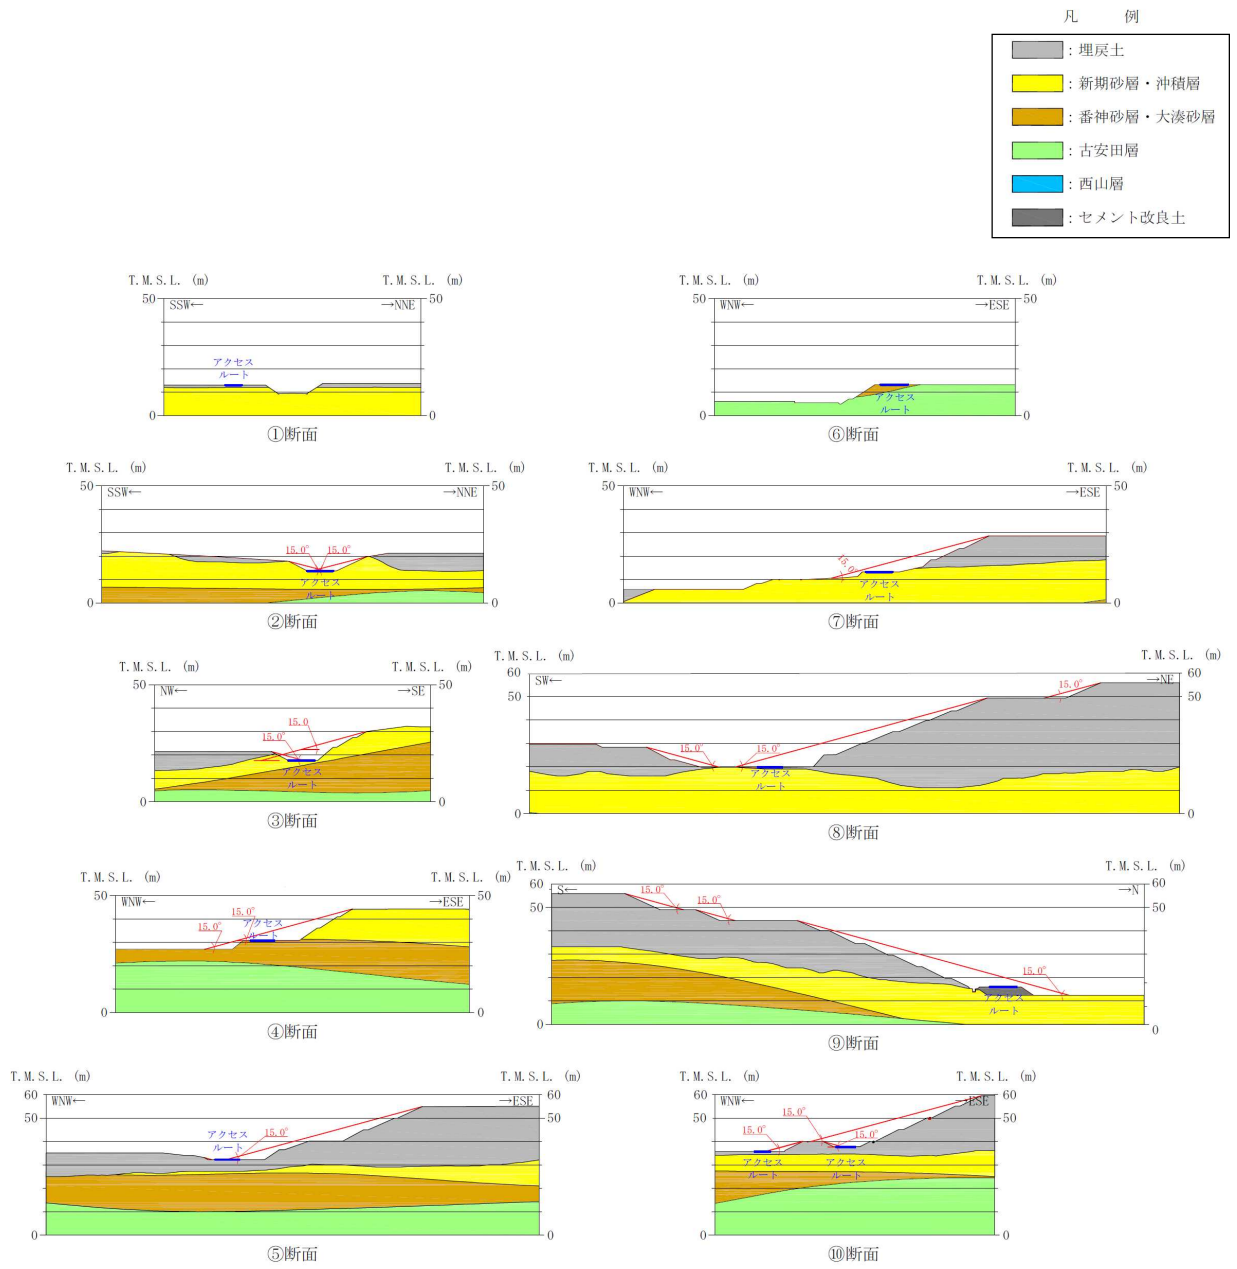 凡 例
：埋戻土
：新期砂層・沖積層
：番神砂層・大湊砂層
：古安田層
：西山層
：セメント改良土
T.M.S.L. (m) T.M.S.L. (m)
50 SSW← →NNE 50
アクセス
ルート
0 0
①断面
T.M.S.L. (m) T.M.S.L. (m)
50 WNW← →ESE 50
アクセス
ルート
0 0
⑥断面
T.M.S.L. (m) T.M.S.L. (m)
50 SSW← →NNE 50
15.0° 15.0°
アクセス
ルート
0 0
②断面
T.M.S.L. (m) T.M.S.L. (m)
50 WNW← →ESE 50
15.0°
アクセス
ルート
0 0
⑦断面
T.M.S.L. (m) T.M.S.L. (m)
50 NW← →SE 50
15.0
15.0°
アクセス
ルート
0 0
③断面
T.M.S.L. (m) T.M.S.L. (m)
60 SW← →NE 60
50 50
15.0°
15.0° 15.0°
アクセス
ルート
0 0
⑧断面
T.M.S.L. (m) T.M.S.L. (m)
50 WNW← →ESE 50
15.0°
15.0°
アクセス
ルート
0 0
④断面
T.M.S.L. (m) T.M.S.L. (m)
60 S← →N 60
50 50
15.0°
15.0°
15.0°
アクセス
ルート
0 0
⑨断面
T.M.S.L. (m) T.M.S.L. (m)
60 WNW← →ESE 60
50 50
アクセス
ルート
15.0°
0 0
⑤断面
T.M.S.L. (m) T.M.S.L. (m)
60 WNW← →ESE 60
50 50
15.0°
15.0° 15.0°
アクセス アクセス
ルート ルート
0 0
⑩断面